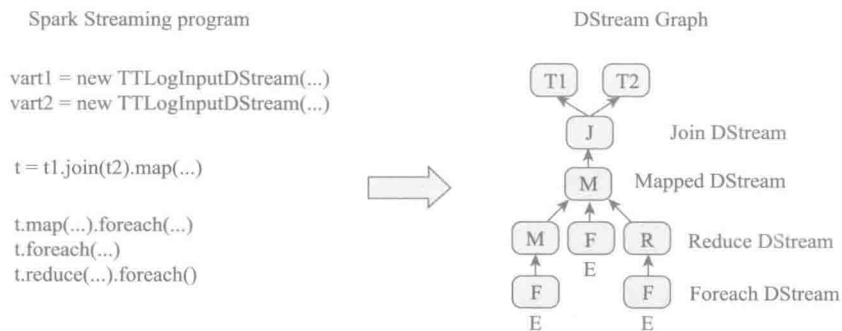 Spark Streaming program
DStream Graph
vart1 = new TTLogInputDStream(...)
vart2 = new TTLogInputDStream(...)
t = t1.join(t2).map(...)
t.map(...).foreach(...)
t.foreach(...)
t.reduce(...).foreach()
T1 T2
J Join DStream
M Mapped DStream
M F R Reduce DStream
E
F F Foreach DStream
E E